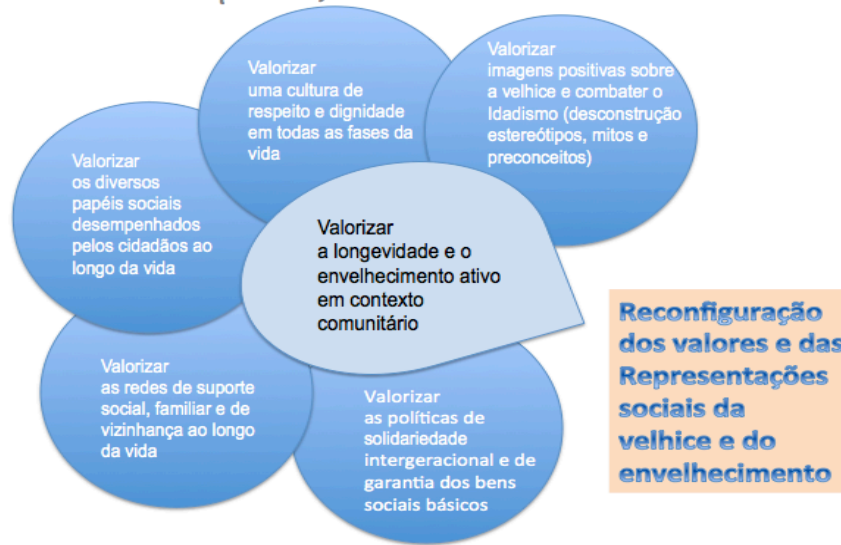 Valorizar
uma cultura de
respeito e dignidade
em todas as fases da
vida
Valorizar
imagens positivas sobre
a velhice e combater o
Idadismo (desconstrução
estereótipos, mitos e
preconceitos)
Valorizar
os diversos
papéis sociais
desempenhados
pelos cidadãos ao
longo da vida
Valorizar
a longevidade e o
envelhecimento ativo
em contexto
comunitário
Valorizar
as redes de suporte
social, familiar e de
vizinhança ao longo
da vida
Valorizar
as políticas de
solidariedade
intergeracional e de
garantia dos bens
sociais básicos
Reconfiguração
dos valores e das
Representações
sociais da
velhice e do
envelhecimento